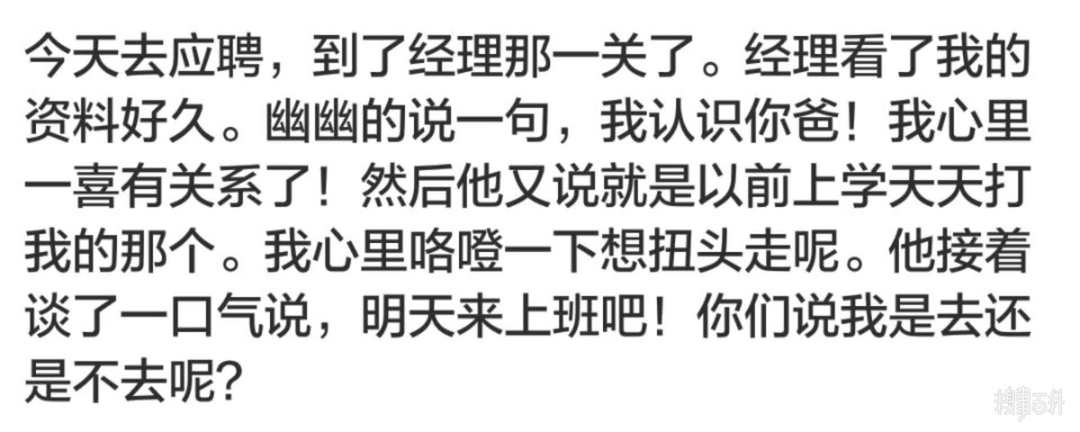 今天去应聘，到了经理那一关了。经理看了我的
资料好久。幽幽的说一句，我认识你爸！我心里
一喜有关系了！然后他又说就是以前上学天天打
我的那个。我心里咯噔一下想扭头走呢。他接着
谈了一口气说，明天来上班吧！你们说我是去还
是不去呢？